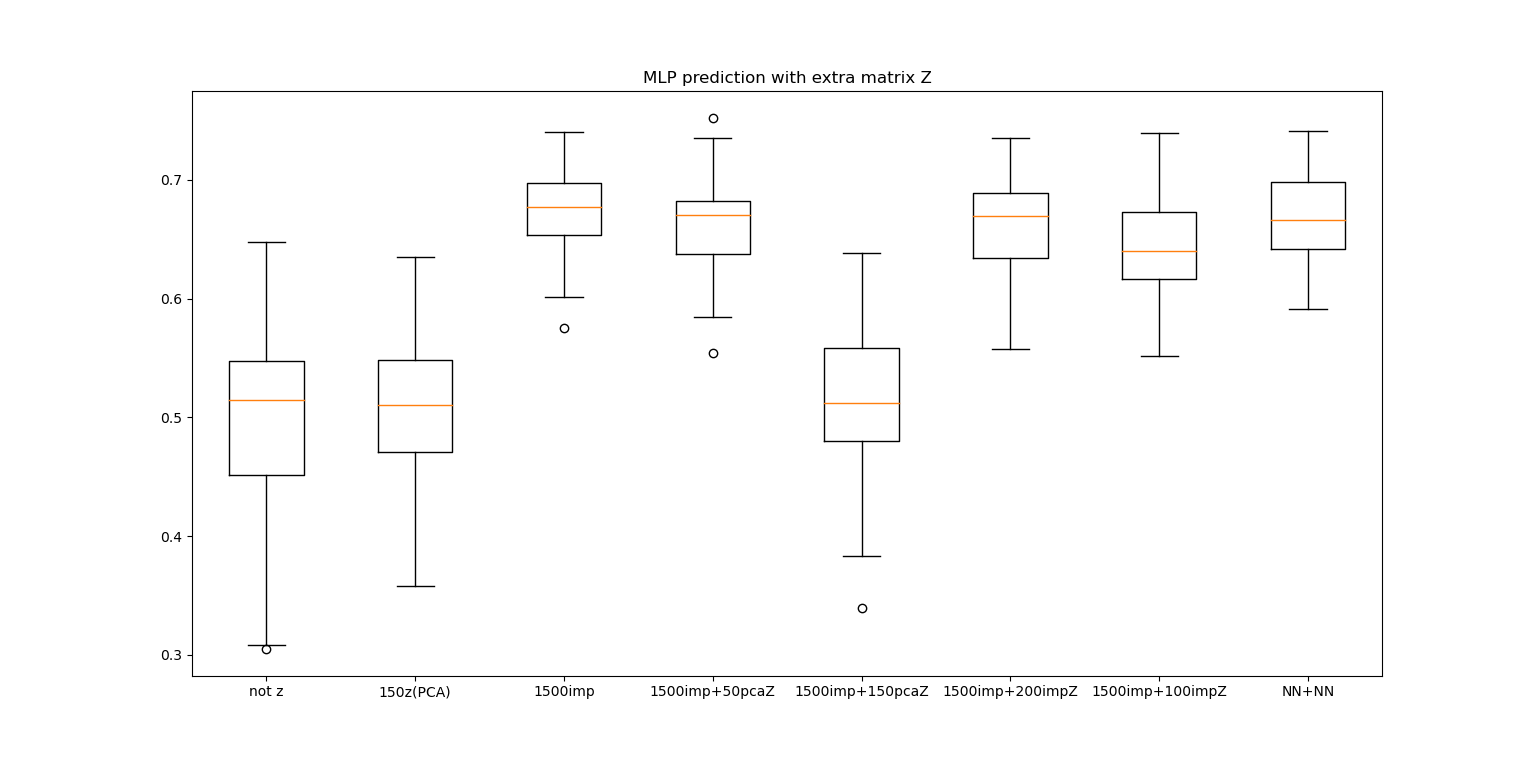 MLP prediction with extra matrix Z
0.7
0.6
0.5
0.4
0.3
not z 150z(PCA) 1500imp 1500imp+50pcaZ 1500imp+150pcaZ 1500imp+200impZ 1500imp+100impZ NN+NN